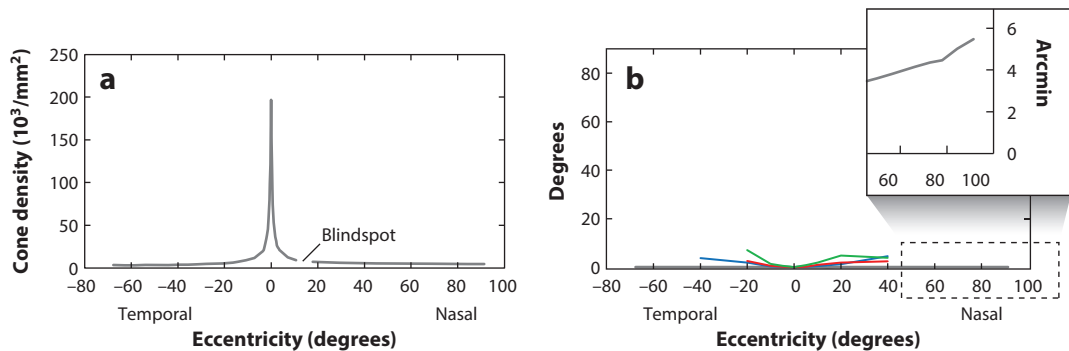 a
Cone density (10³/mm²)
250
200
150
100
50
0
Blindspot
−80 −60 −40 −20 0 20 40 60 80 100
Temporal Nasal
Eccentricity (degrees)
b
Degrees
80
60
40
20
0
−80 −60 −40 −20 0 20 40 60 80 100
Temporal Nasal
Eccentricity (degrees)
6
4
2
0
Arcmin
60 80 100